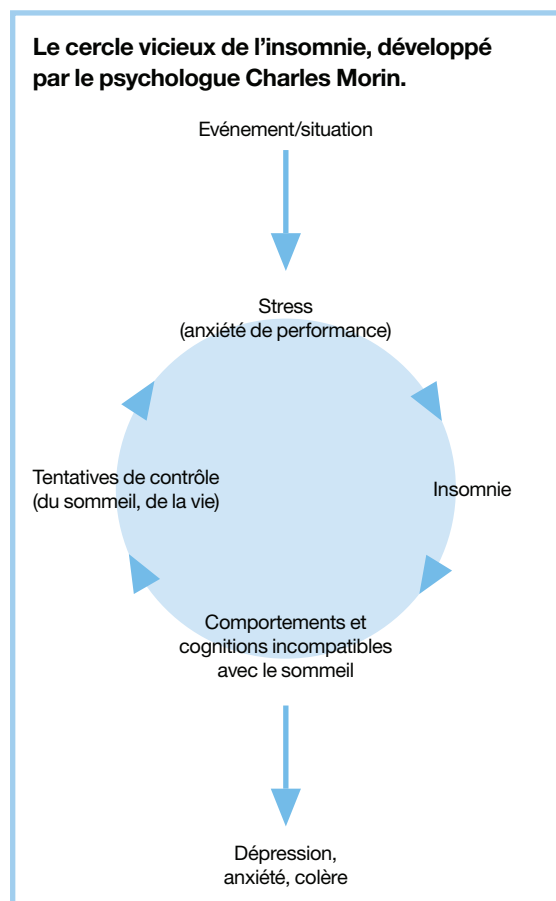 Le cercle vicieux de l’insomnie, développé
par le psychologue Charles Morin.
Evénement/situation
Stress
(anxiété de performance)
Tentatives de contrôle
(du sommeil, de la vie)
Insomnie
Comportements et
cognitions incompatibles
avec le sommeil
Dépression,
anxiété, colère